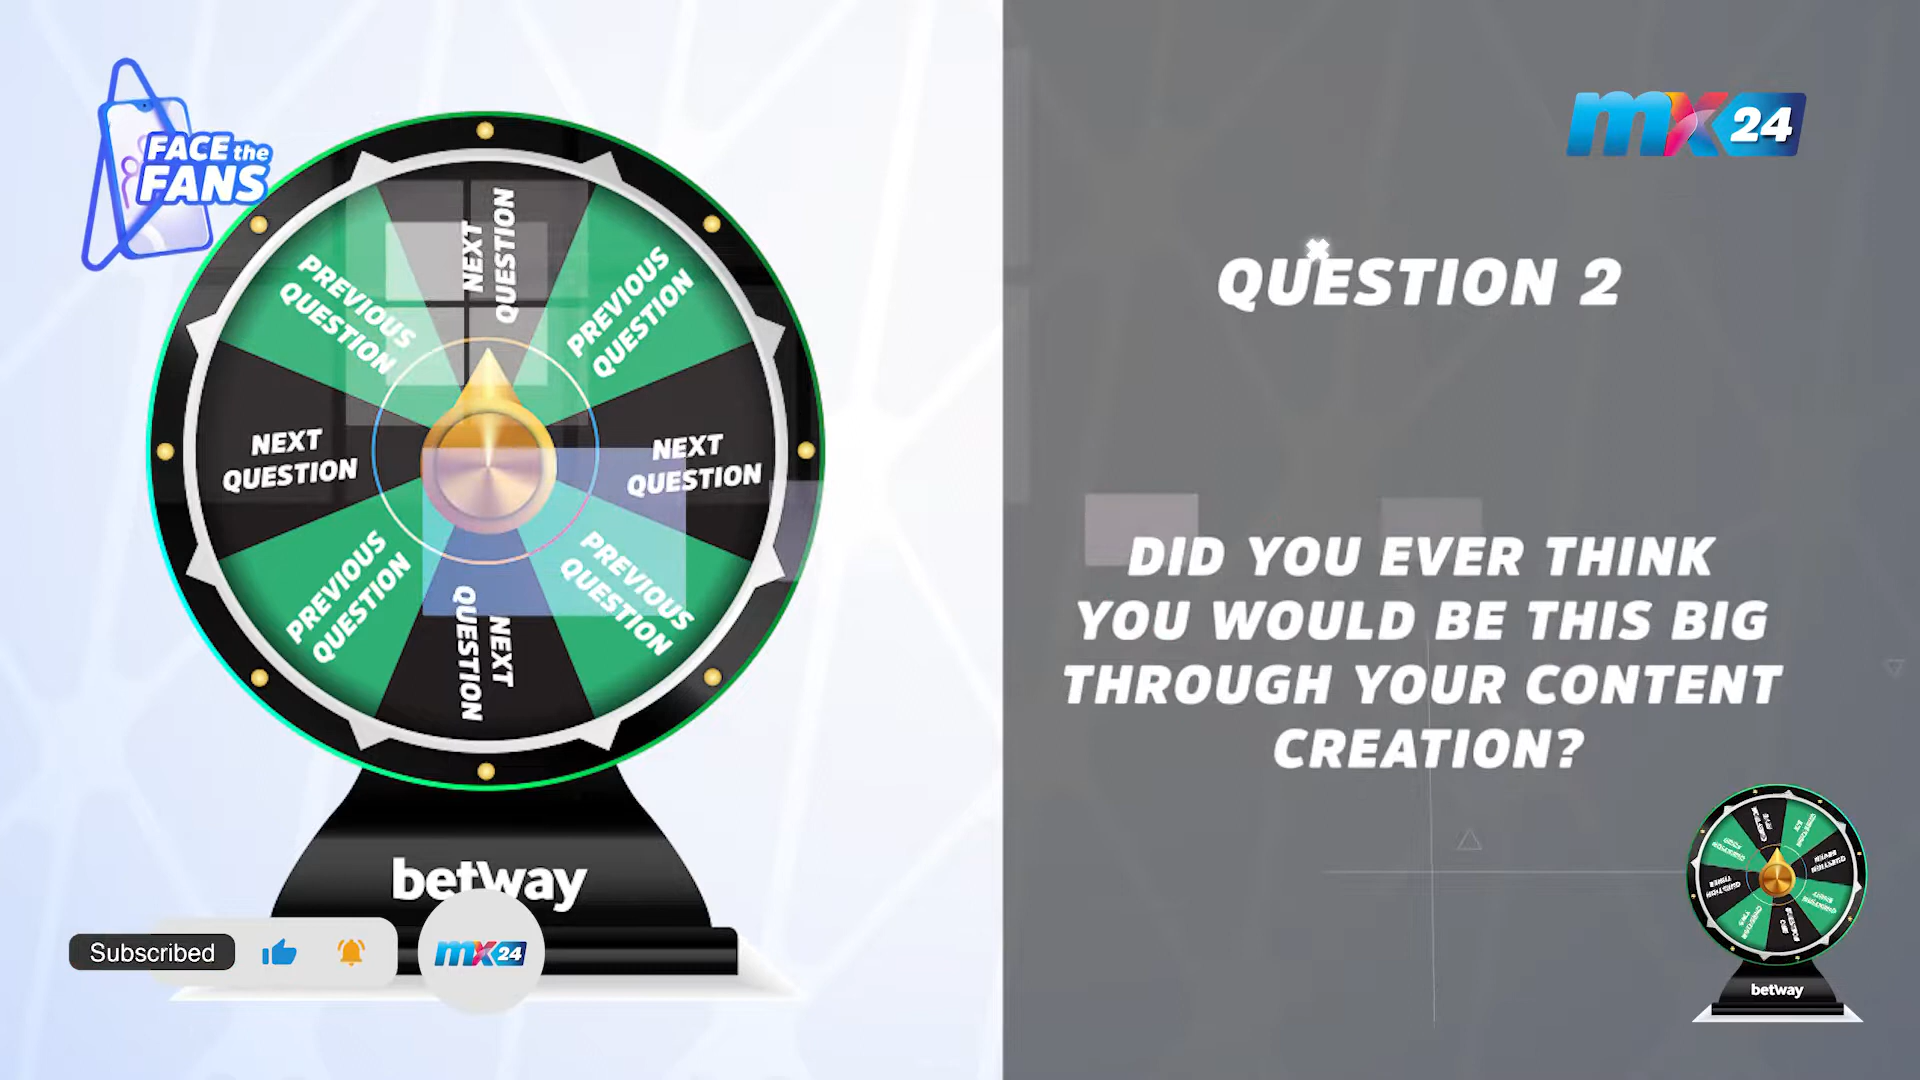 FACE the
FANS
mx24
NEXT
QUESTION
PREVIOUS
QUESTION
PREVIOUS
QUESTION
NEXT
QUESTION
NEXT
QUESTION
PREVIOUS
QUESTION
PREVIOUS
QUESTION
NEXT
QUESTION
betway
Subscribed
mx24
QUESTION 2
DID YOU EVER THINK
YOU WOULD BE THIS BIG
THROUGH YOUR CONTENT
CREATION?
betway